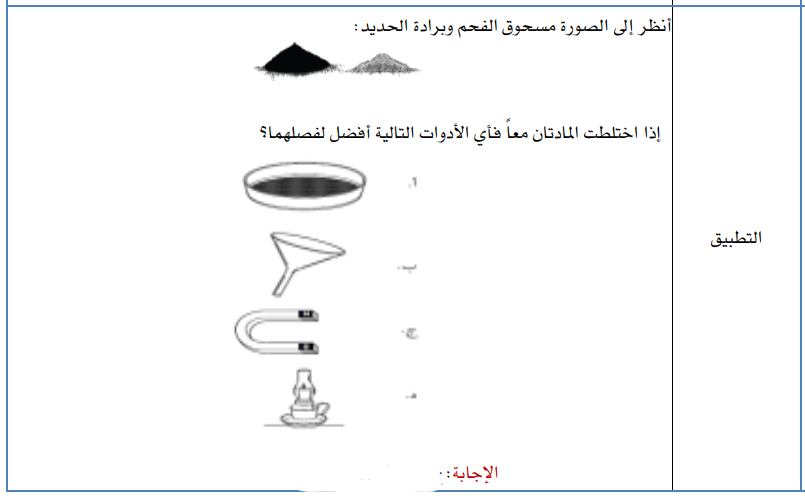 أنظر إلى الصورة مسحوق الفحم وبرادة الحديد:
إذا اختلطت المادتان معاً فأي الأدوات التالية أفضل لفصلهما؟
أ.
ب.
ج.
د.
الإجابة:
التطبيق